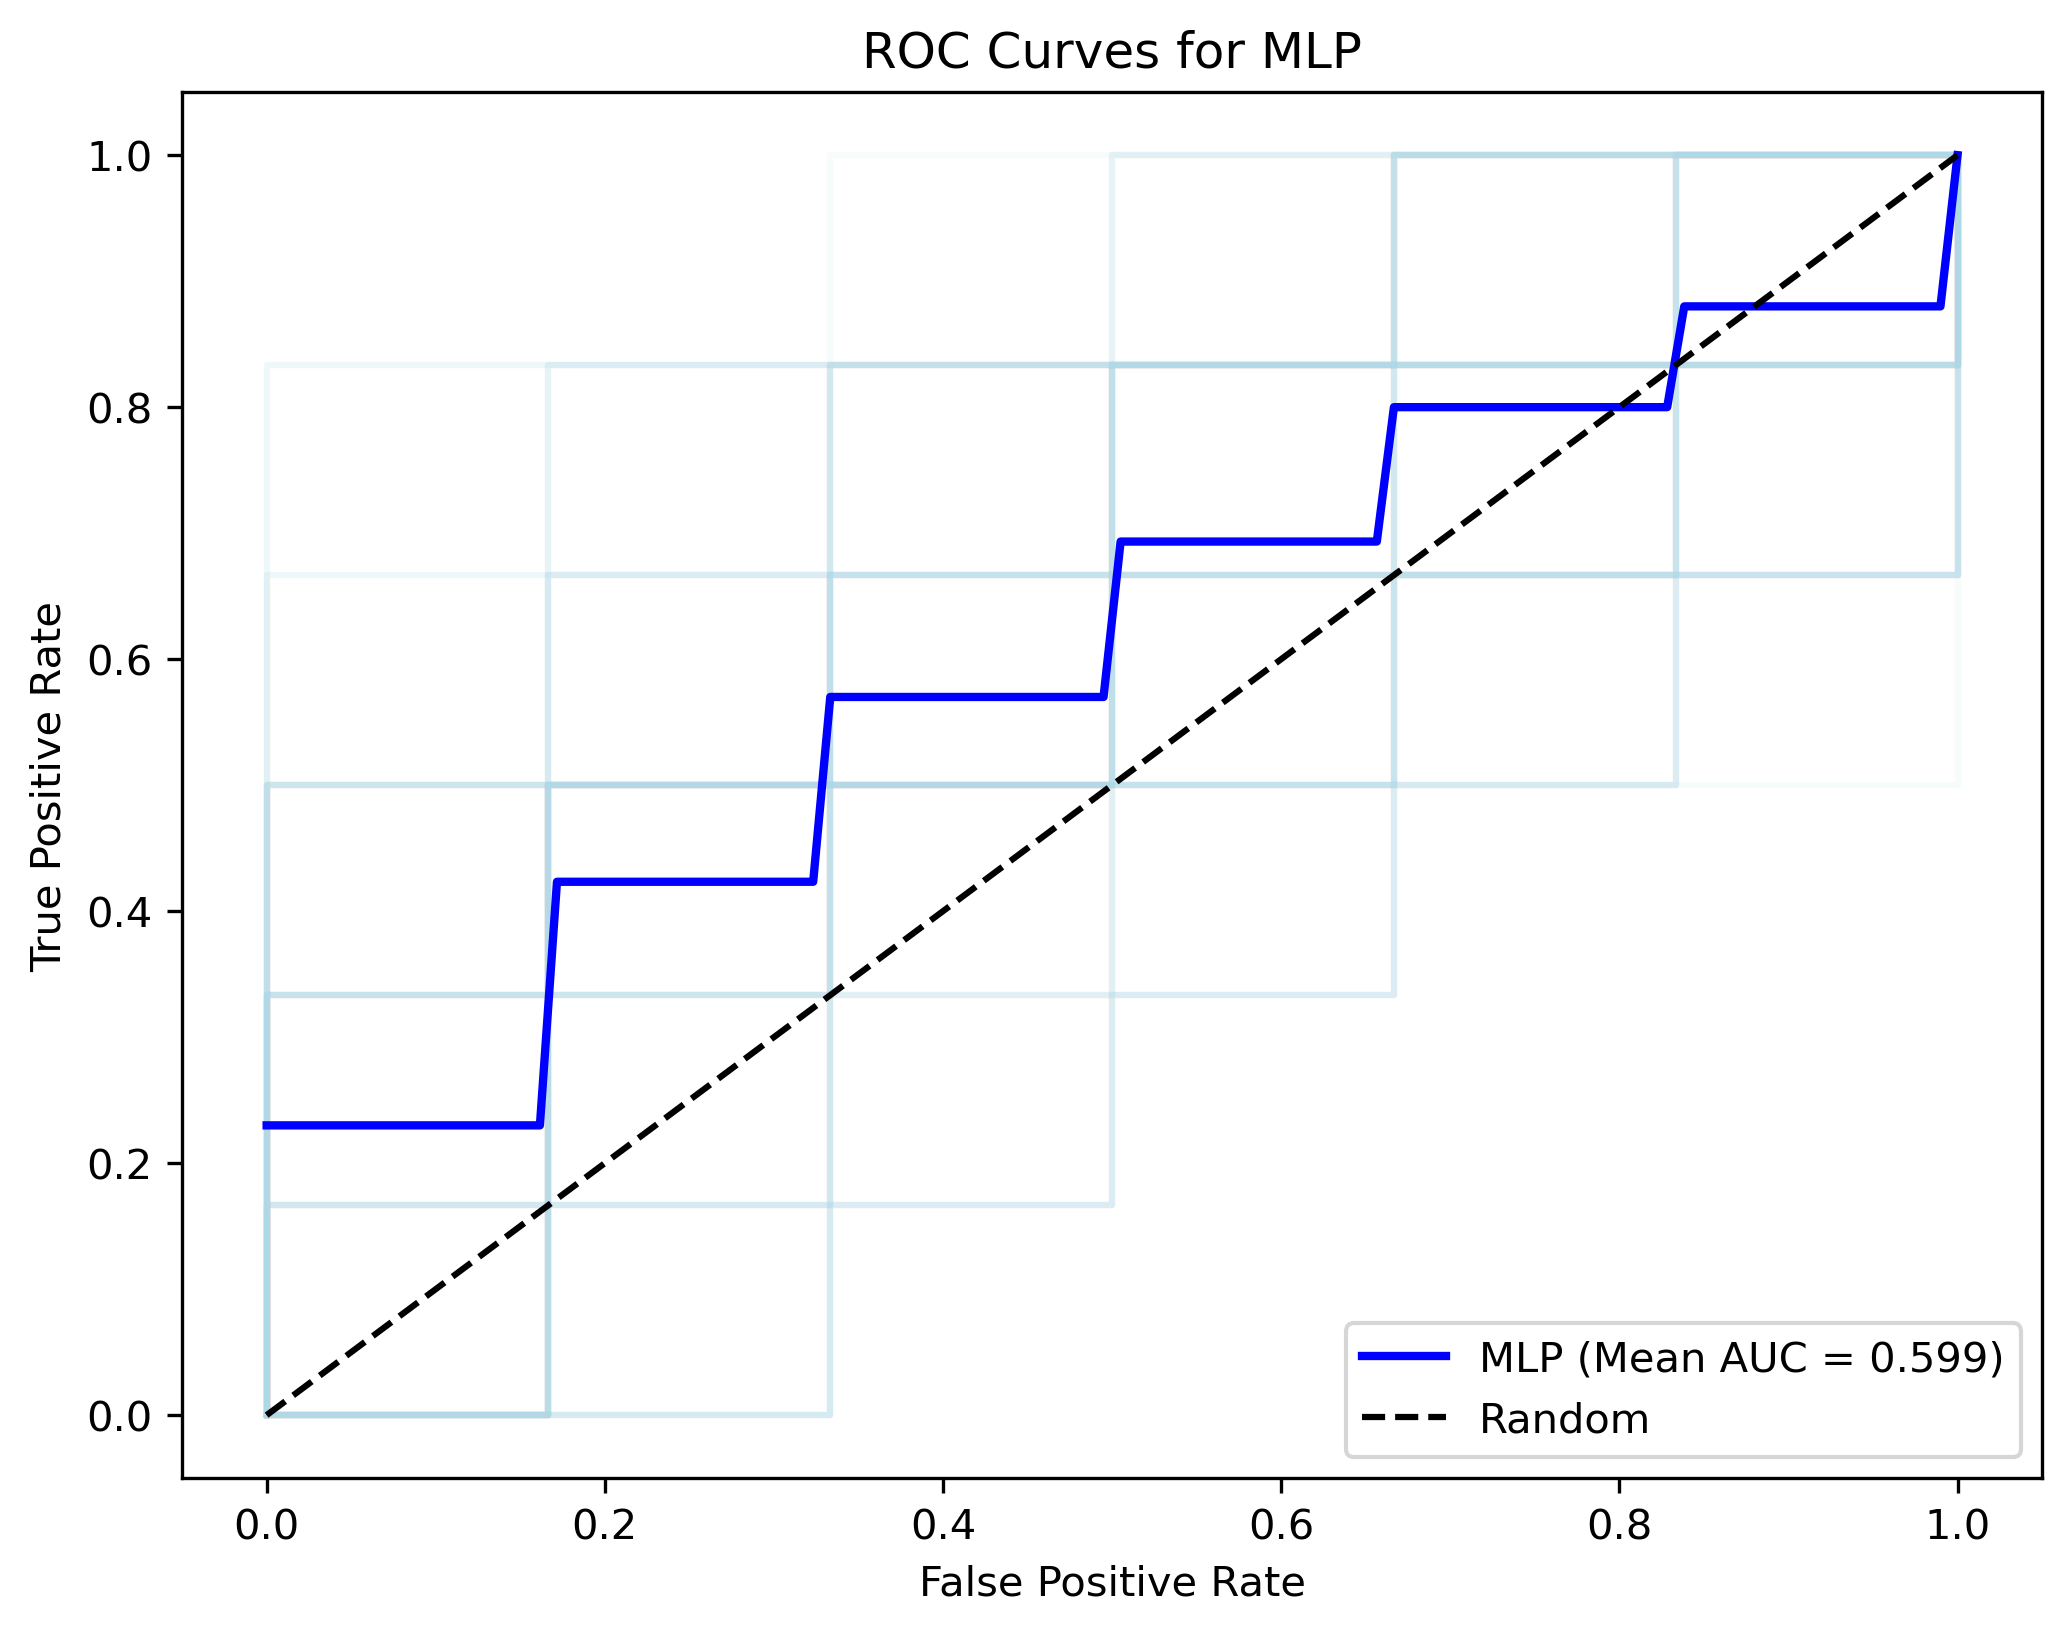 ROC Curves for MLP
True Positive Rate
1.0
0.8
0.6
0.4
0.2
0.0
MLP (Mean AUC = 0.599)
Random
0.0 0.2 0.4 0.6 0.8 1.0
False Positive Rate